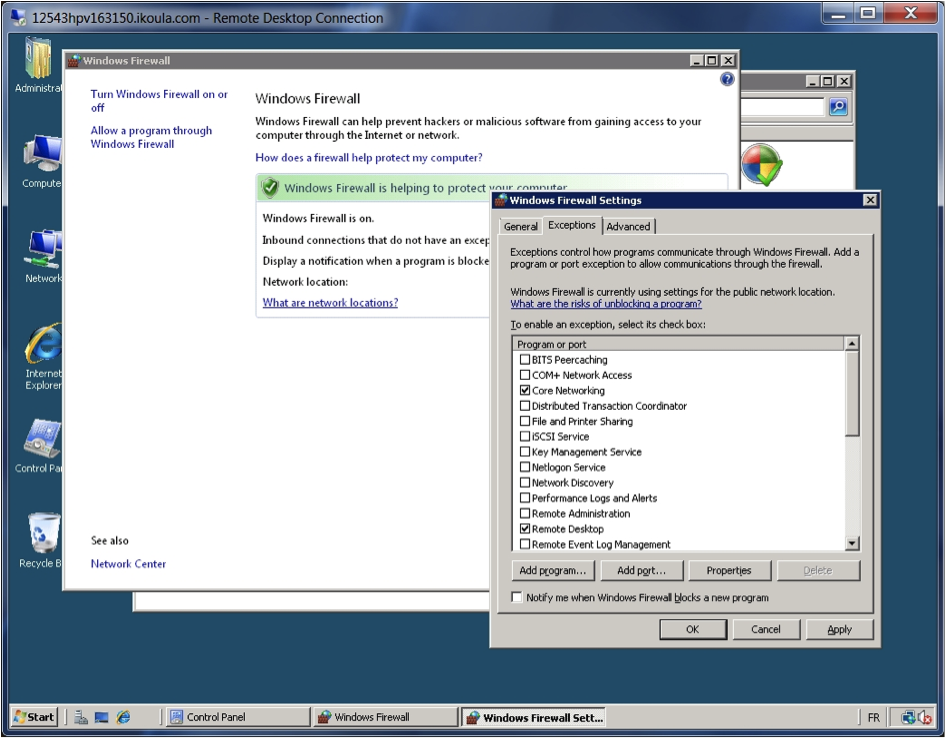 12543hpv163150.ikoula.com - Remote Desktop Connection
Administra
Compute
Network
Internet
Explorer
Control Pa
Recycle B
Windows Firewall
Turn Windows Firewall on or
off
Allow a program through
Windows Firewall
See also
Network Center
Windows Firewall
Windows Firewall can help prevent hackers or malicious software from gaining access to your
computer through the Internet or network.
How does a firewall help protect my computer?
Windows Firewall is helping to protect your computer
Windows Firewall is on.
Inbound connections that do not have an excep
Display a notification when a program is blocke
Network location:
What are network locations?
Windows Firewall Settings
General
Exceptions
Advanced
Exceptions control how programs communicate through Windows Firewall. Add a
program or port exception to allow communications through the firewall.
Windows Firewall is currently using settings for the public network location.
What are the risks of unblocking a program?
To enable an exception, select its check box:
Program or port
BITS Peercaching
COM+ Network Access
Core Networking
Distributed Transaction Coordinator
File and Printer Sharing
iSCSI Service
Key Management Service
Netlogon Service
Network Discovery
Performance Logs and Alerts
Remote Administration
Remote Desktop
Remote Event Log Management
Add program...
Add port...
Properties
Delete
Notify me when Windows Firewall blocks a new program
OK
Cancel
Apply
Start
Control Panel
Windows Firewall
Windows Firewall Sett...
FR